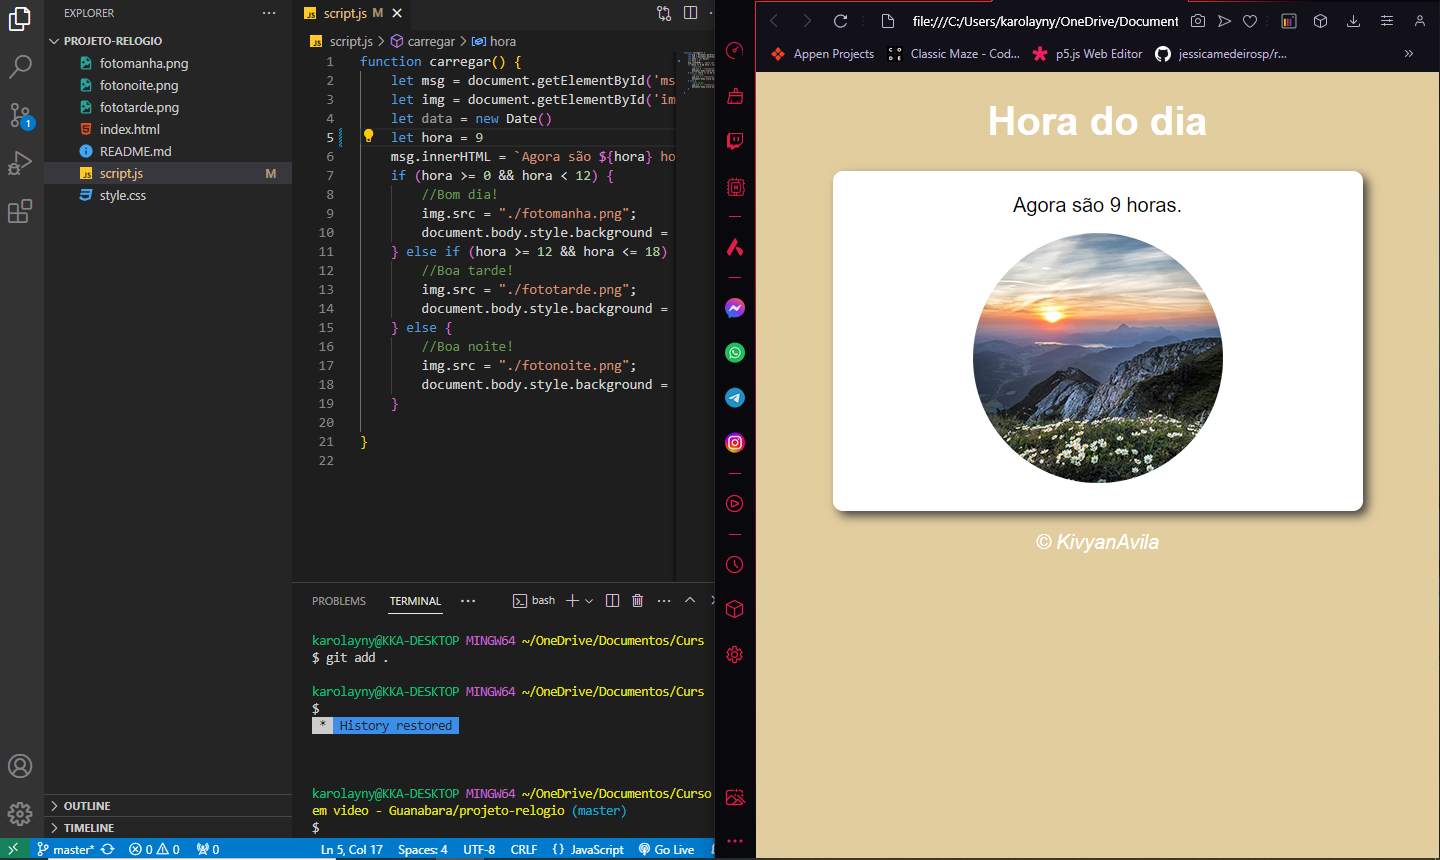 EXPLORER
PROJETO-RELOGIO
fotomanha.png
fotonoite.png
fototarde.png
index.html
README.md
script.js M
style.css
OUTLINE
TIMELINE
1
script.js M
script.js > carregar > hora
1 function carregar() {
2 let msg = document.getElementById('ms
3 let img = document.getElementById('im
4 let data = new Date()
5 let hora = 9
6 msg.innerHTML = `Agora são ${hora} ho
7 if (hora >= 0 && hora < 12) {
8 //Bom dia!
9 img.src = "./fotomanha.png";
10 document.body.style.background =
11 } else if (hora >= 12 && hora <= 18)
12 //Boa tarde!
13 img.src = "./fototarde.png";
14 document.body.style.background =
15 } else {
16 //Boa noite!
17 img.src = "./fotonoite.png";
18 document.body.style.background =
19 }
20
21 }
22
PROBLEMS TERMINAL bash
karolayny@KKA-DESKTOP MINGW64 ~/OneDrive/Documentos/Curs
$ git add .
karolayny@KKA-DESKTOP MINGW64 ~/OneDrive/Documentos/Curs
$
* History restored
karolayny@KKA-DESKTOP MINGW64 ~/OneDrive/Documentos/Curso
em video - Guanabara/projeto-relogio (master)
$
master* 0 0 0 Ln 5, Col 17 Spaces: 4 UTF-8 CRLF {} JavaScript Go Live
file:///C:/Users/karolayny/OneDrive/Document
Appen Projects CO DP Classic Maze - Cod... p5.js Web Editor jessicamedeirosp/r... »
Hora do dia
Agora são 9 horas.
© KivyanAvila